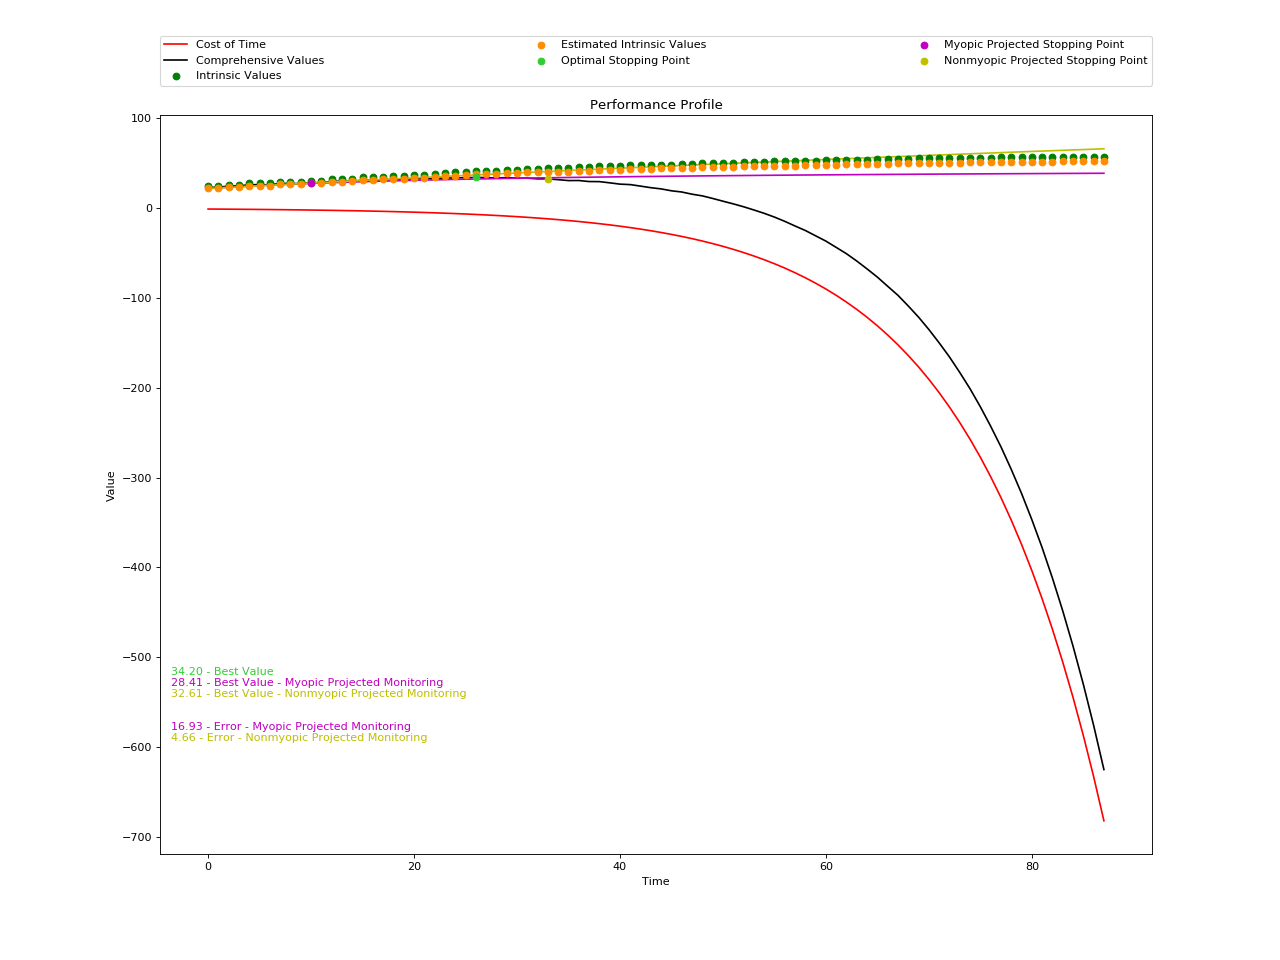 Cost of Time
Comprehensive Values
Intrinsic Values
Estimated Intrinsic Values
Optimal Stopping Point
Myopic Projected Stopping Point
Nonmyopic Projected Stopping Point
Performance Profile
100
0
−100
−200
−300
−400
−500
−600
−700
Value
34.20 - Best Value
28.41 - Best Value - Myopic Projected Monitoring
32.61 - Best Value - Nonmyopic Projected Monitoring
16.93 - Error - Myopic Projected Monitoring
4.66 - Error - Nonmyopic Projected Monitoring
0 20 40 60 80
Time